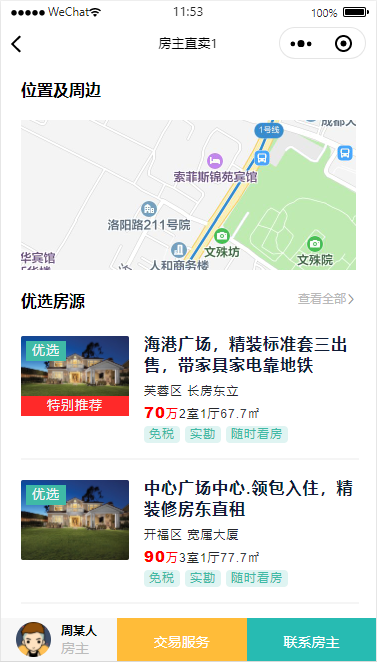 WeChat
11:53
100%
房主直卖1
位置及周边
1号线
成都大
索菲斯锦苑宾馆
洛阳路211号院
文殊坊
文殊院
华宾馆
人和商务楼
优选房源
查看全部
优选
特别推荐
海港广场，精装标准套三出
售，带家具家电靠地铁
芙蓉区 长房东立
70万2室1厅67.7㎡
免税 实勘 随时看房
优选
中心广场中心.领包入住，精
装修房东直租
开福区 宽厘大厦
90万3室1厅77.7㎡
免税 实勘 随时看房
周某人
房主
交易服务
联系房主